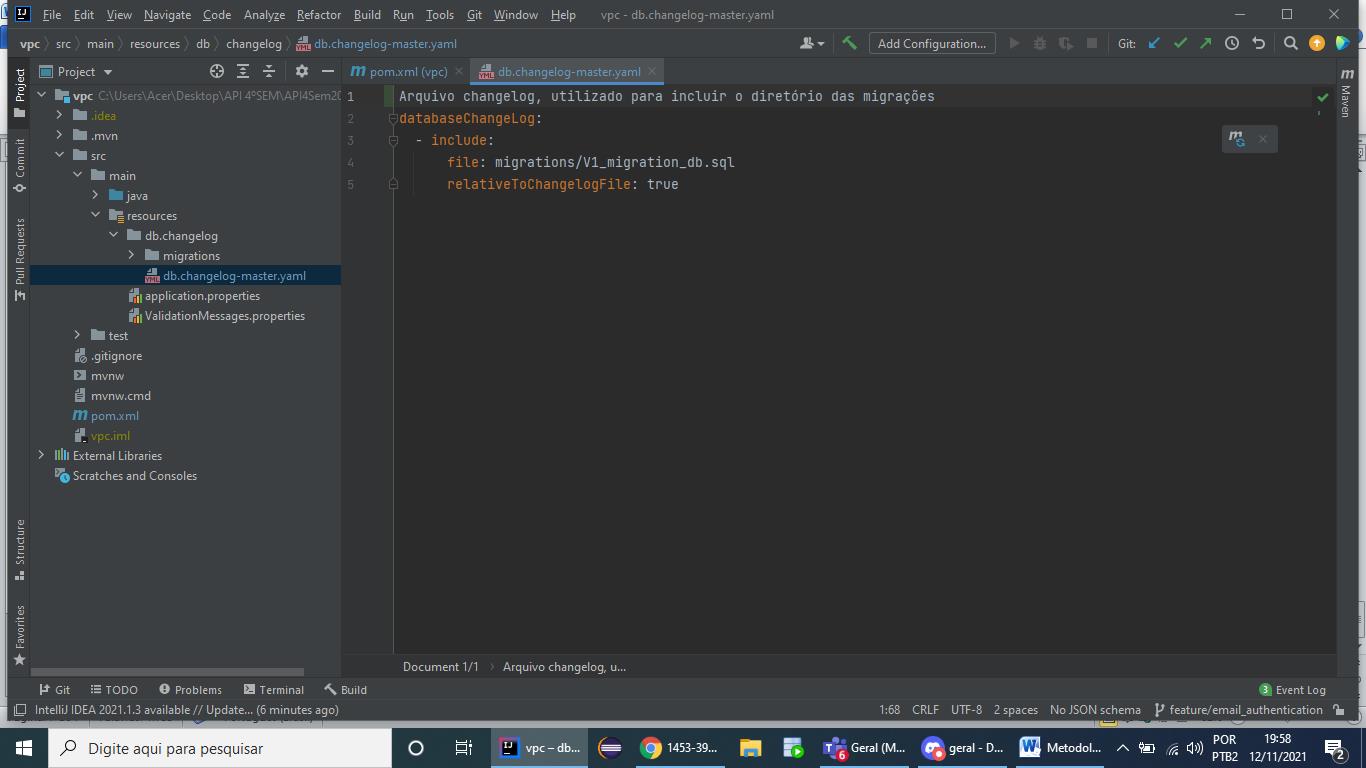 File Edit View Navigate Code Analyze Refactor Build Run Tools Git Window Help vpc - db.changelog-master.yaml
vpc src main resources db changelog db.changelog-master.yaml Add Configuration... Git:
Project pom.xml (vpc) db.changelog-master.yaml
Project
Commit
Pull Requests
Structure
Favorites
vpc C:\Users\Acer\Desktop\API 4ºSEM\API4Sem20
.idea
.mvn
src
main
java
resources
db.changelog
migrations
db.changelog-master.yaml
application.properties
ValidationMessages.properties
test
.gitignore
mvnw
mvnw.cmd
pom.xml
vpc.iml
External Libraries
Scratches and Consoles
1 Arquivo changelog, utilizado para incluir o diretório das migrações
2 databaseChangeLog:
3 - include:
4 file: migrations/V1_migration_db.sql
5 relativeToChangelogFile: true
Maven
Document 1/1 Arquivo changelog, u...
Git TODO Problems Terminal Build 3 Event Log
IntelliJ IDEA 2021.1.3 available // Update... (6 minutes ago) 1:68 CRLF UTF-8 2 spaces No JSON schema feature/email_authentication
Digite aqui para pesquisar vpc – db... 1453-39... 6 Geral (M... geral - D... Metodol... POR 19:58
PTB2 12/11/2021 2